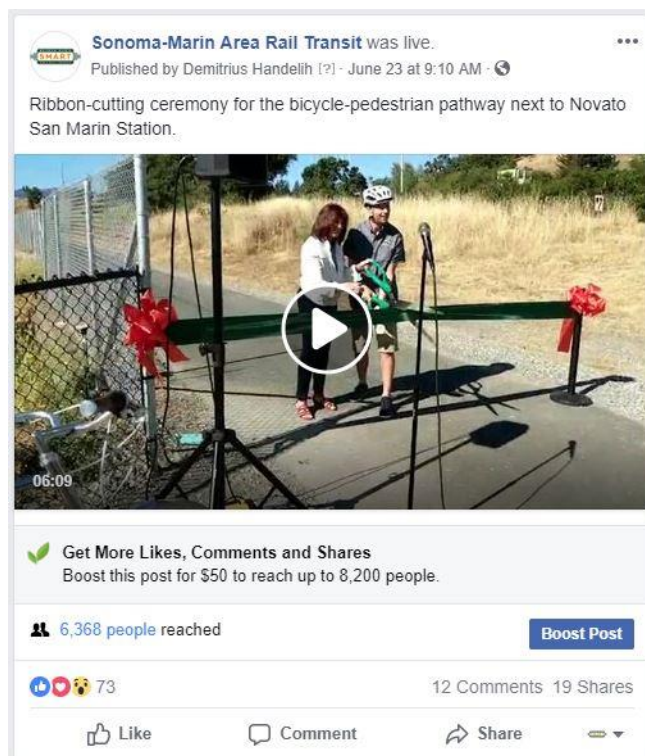 SMART
Sonoma-Marin Area Rail Transit was live.
Published by Demitrius Handelih [?] · June 23 at 9:10 AM ·
Ribbon-cutting ceremony for the bicycle-pedestrian pathway next to Novato
San Marin Station.
06:09
Get More Likes, Comments and Shares
Boost this post for $50 to reach up to 8,200 people.
6,368 people reached
Boost Post
73
12 Comments 19 Shares
Like Comment Share